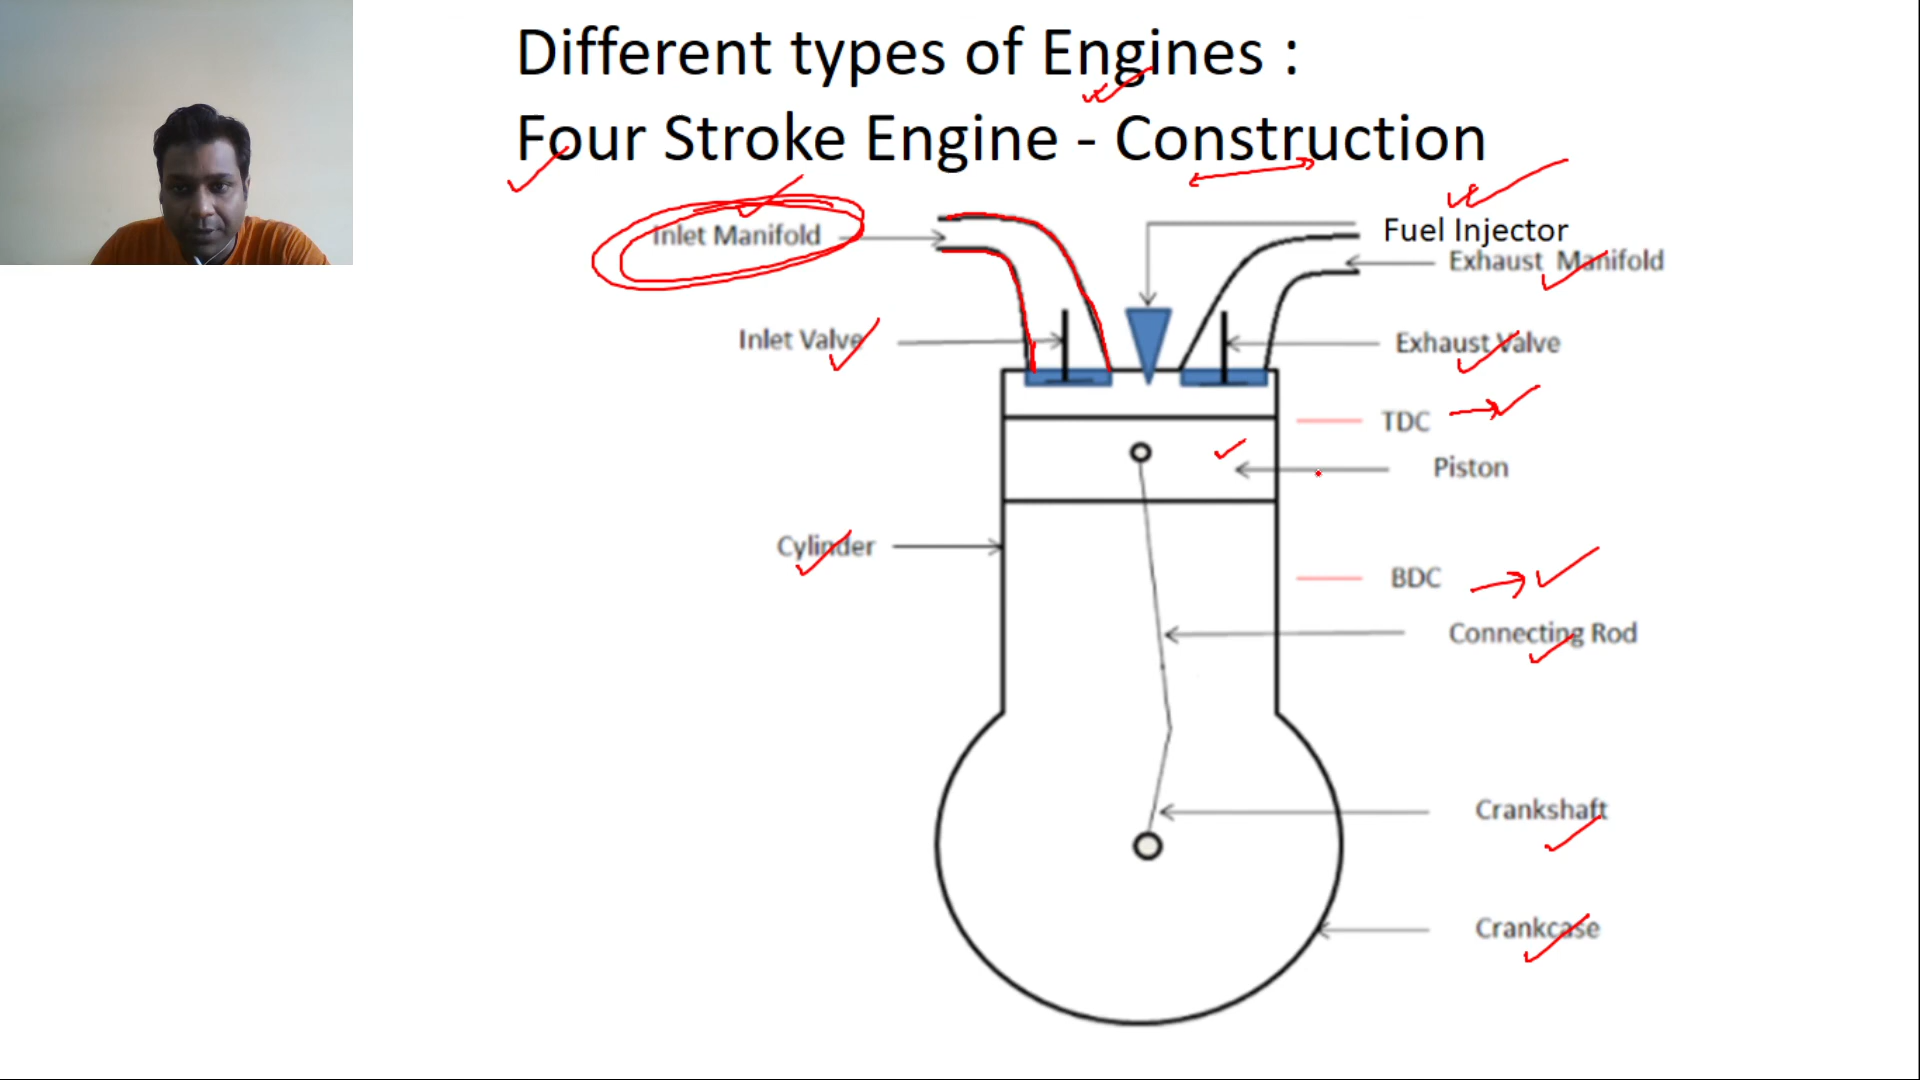 Different types of Engines :
Four Stroke Engine - Construction
Inlet Manifold
Fuel Injector
Exhaust Manifold
Inlet Valve
Exhaust Valve
TDC
Piston
Cylinder
BDC
Connecting Rod
Crankshaft
Crankcase